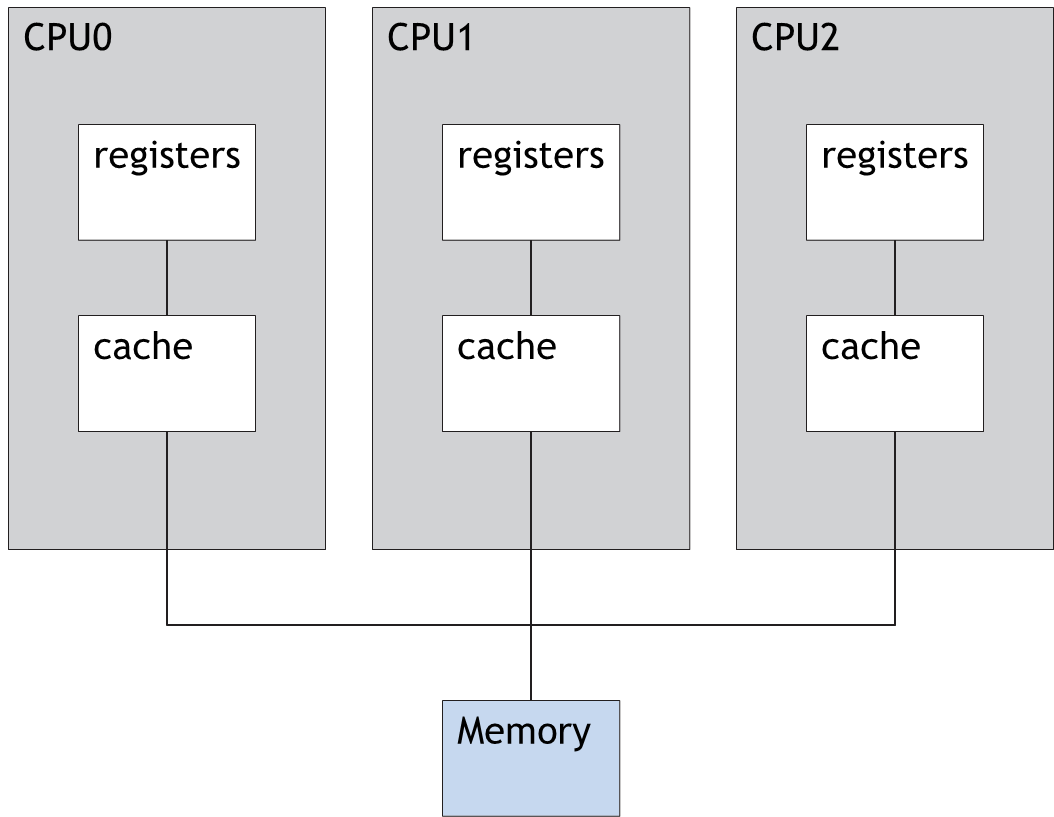 CPU0
registers
cache
CPU1
registers
cache
CPU2
registers
cache
Memory